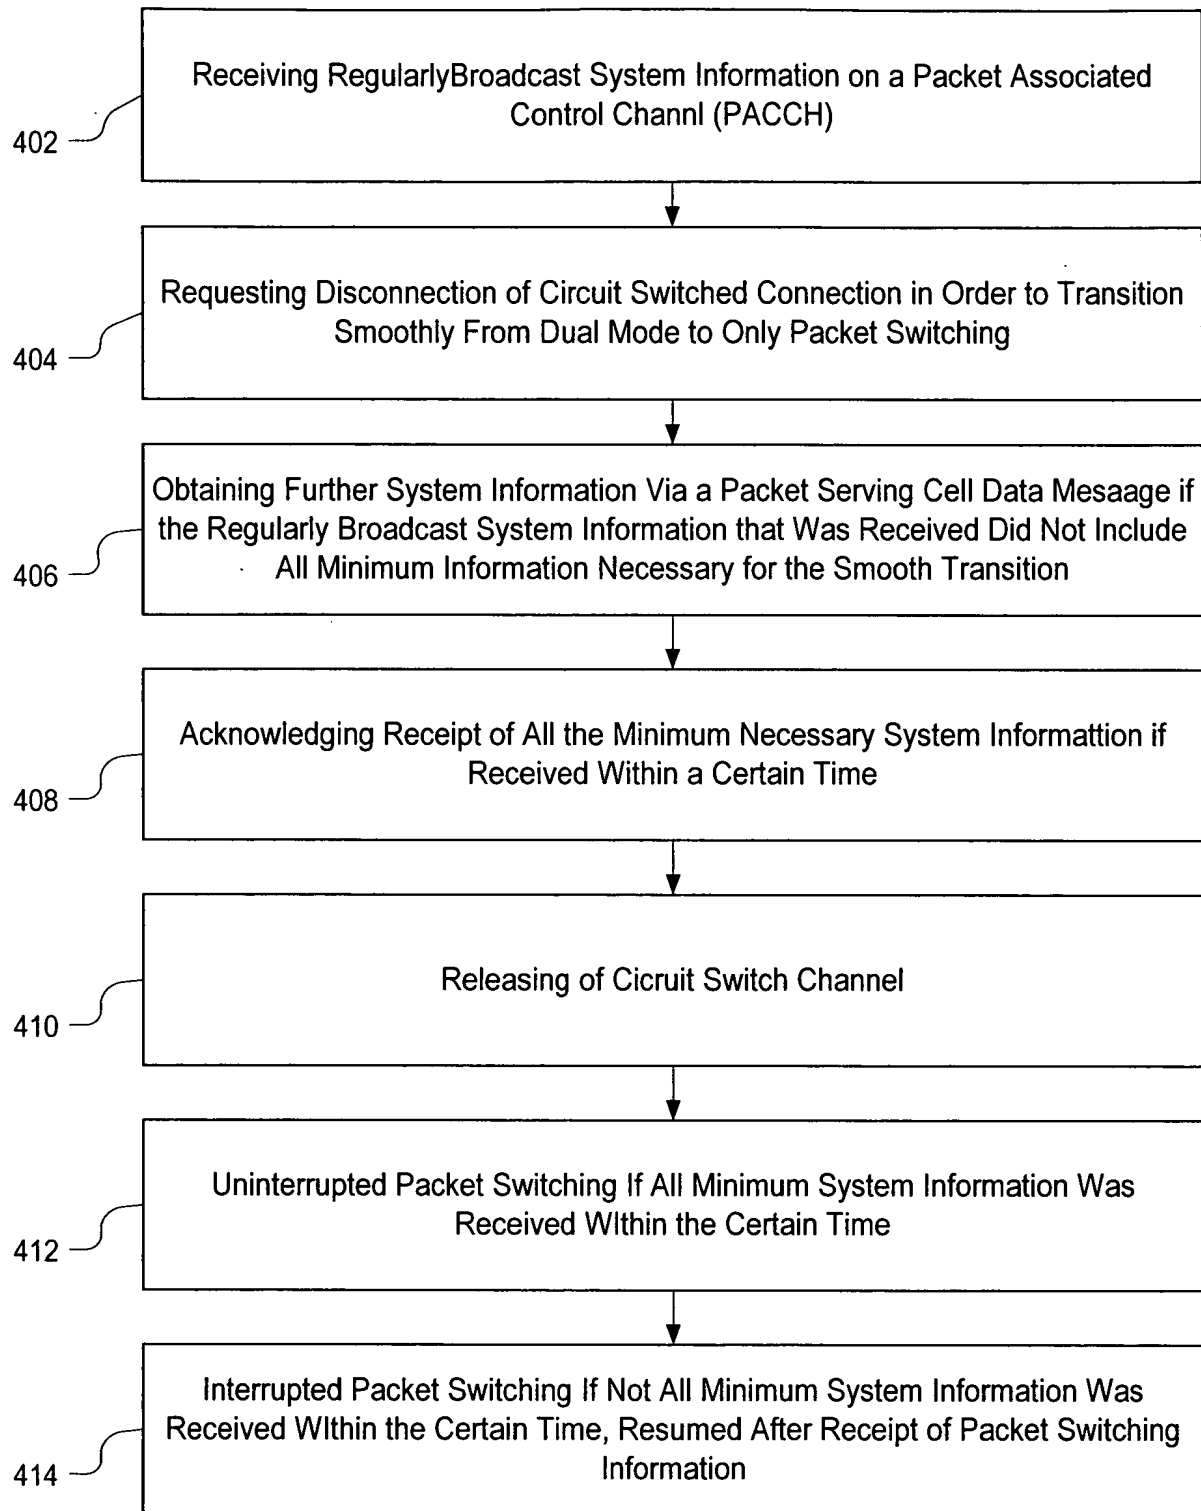 Receiving RegularlyBroadcast System Information on a Packet Associated
Control Channl (PACCH)
402
Requesting Disconnection of Circuit Switched Connection in Order to Transition
Smoothly From Dual Mode to Only Packet Switching
404
Obtaining Further System Information Via a Packet Serving Cell Data Mesaage if
the Regularly Broadcast System Information that Was Received Did Not Include
All Minimum Information Necessary for the Smooth Transition
406
Acknowledging Receipt of All the Minimum Necessary System Informattion if
Received Within a Certain Time
408
Releasing of Cicruit Switch Channel
410
Uninterrupted Packet Switching If All Minimum System Information Was
Received WIthin the Certain Time
412
Interrupted Packet Switching If Not All Minimum System Information Was
Received WIthin the Certain Time, Resumed After Receipt of Packet Switching
Information
414